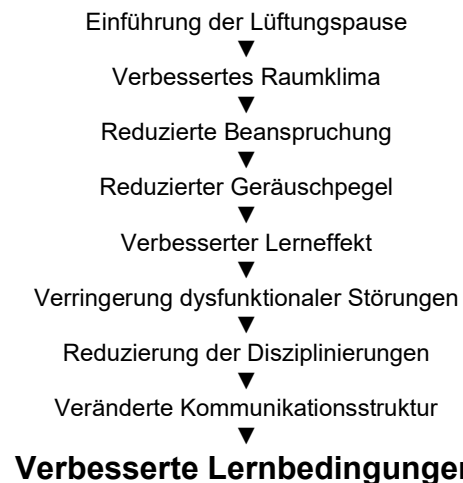 Einführung der Lüftungspause
▼
Verbessertes Raumklima
▼
Reduzierte Beanspruchung
▼
Reduzierter Geräuschpegel
▼
Verbesserter Lerneffekt
▼
Verringerung dysfunktionaler Störungen
▼
Reduzierung der Disziplinierungen
▼
Veränderte Kommunikationsstruktur
▼
Verbesserte Lernbedingungen